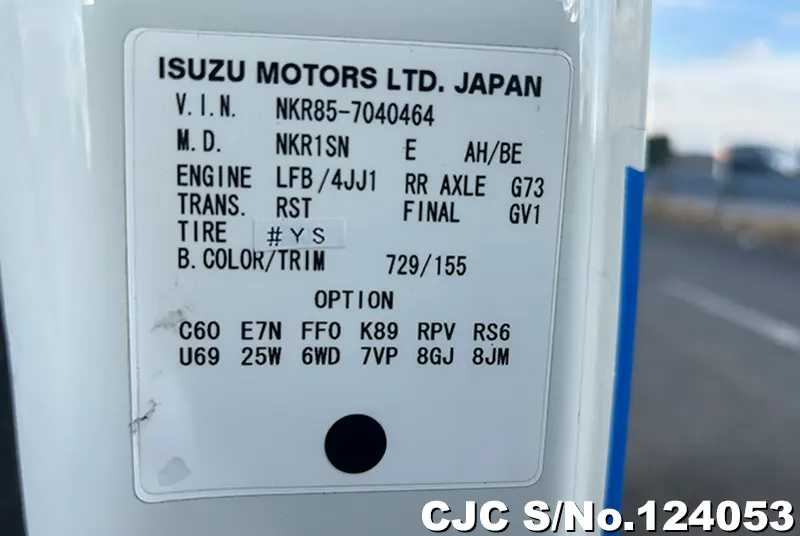 ISUZU MOTORS LTD. JAPAN
V.I.N. NKR85-7040464
M.D. NKR1SN E AH/BE
ENGINE LFB/4JJ1 RR AXLE G73
TRANS. RST FINAL GV1
TIRE #YS
B.COLOR/TRIM 729/155
OPTION
C60 E7N FF0 K89 RPV RS6
U69 25W 6WD 7VP 8GJ 8JM
CJC S/No.124053